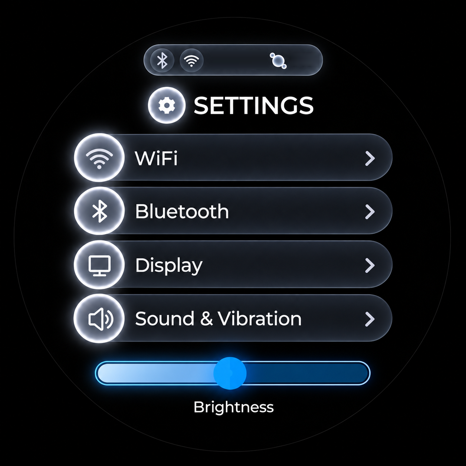 SETTINGS
WiFi
Bluetooth
Display
Sound & Vibration
Brightness